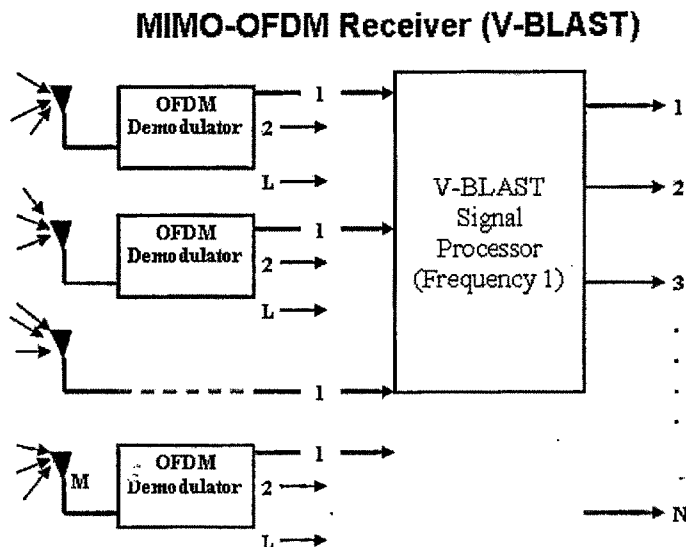 MIMO-OFDM Receiver (V-BLAST)
OFDM
Demodulator
1
2
L
OFDM
Demodulator
1
2
L
1
M
OFDM
Demodulator
1
2
L
V-BLAST
Signal
Processor
(Frequency 1)
1
2
3
N